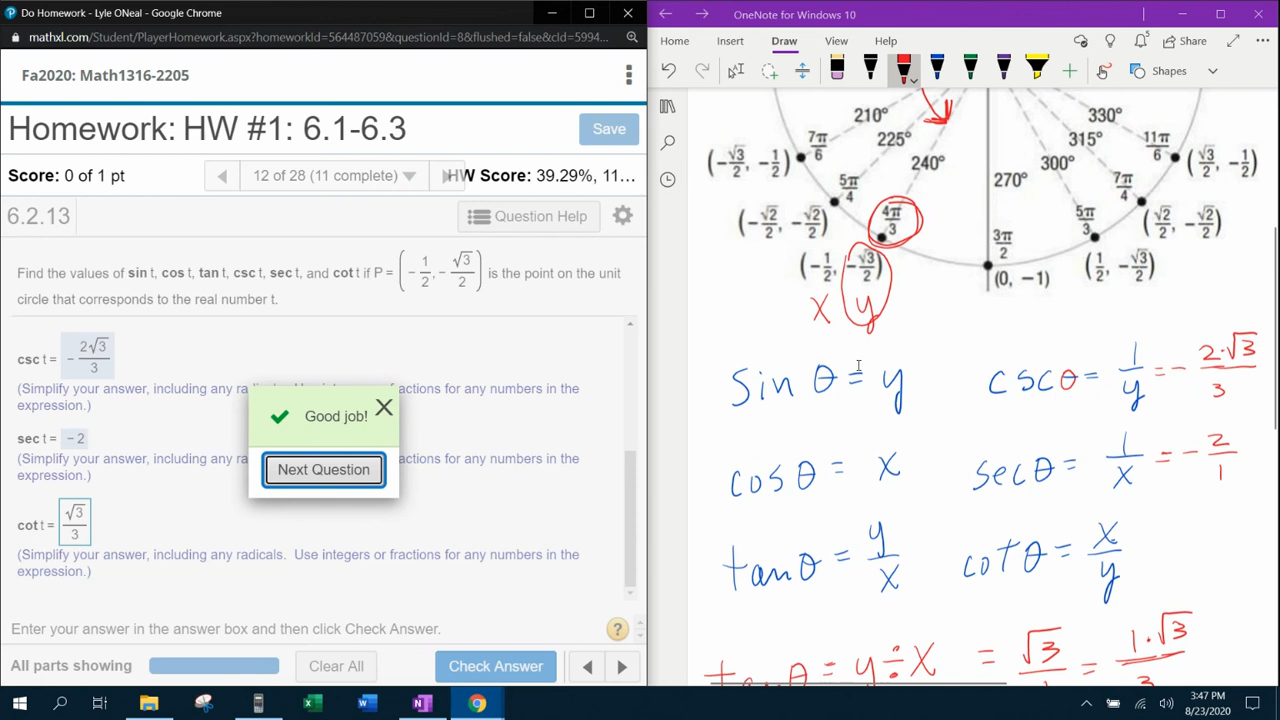 Do Homework - Lyle ONeal - Google Chrome
mathxl.com/Student/PlayerHomework.aspx?homeworkId=5644870598&questionId=8&flushed=false&cId=5994...
Fa2020: Math1316-2205
Homework: HW #1: 6.1-6.3
Save
Score: 0 of 1 pt
12 of 28 (11 complete)
HW Score: 39.29%, 11...
6.2.13
Question Help
Find the values of sin t, cos t, tan t, csc t, sec t, and cot t if P = (-1/2, -√3/2) is the point on the unit
circle that corresponds to the real number t.
csc t = -2√3/3
(Simplify your answer, including any
fractions for any numbers in the
expression.)
sec t = -2
(Simplify your answer, including any
fractions for any numbers in the
expression.)
cot t = √3/3
(Simplify your answer, including any radicals. Use integers or fractions for any numbers in the
expression.)
Good job!
Next Question
Enter your answer in the answer box and then click Check Answer.
All parts showing
Clear All
Check Answer
OneNote for Windows 10
Home
Insert
Draw
View
Help
Share
Shapes
210°
330°
7π/6
225°
315°
11π/6
(-√3/2, -1/2)
240°
300°
(√3/2, -1/2)
5π/4
270°
7π/4
(-√2/2, -√2/2)
4π/3
5π/3
(√2/2, -√2/2)
3π/2
(-1/2, -√3/2)
(0, -1)
(1/2, -√3/2)
x y
sin θ = y
csc θ = 1/y = - 2·√3/3
cos θ = x
sec θ = 1/x = - 2/1
tan θ = y/x
cot θ = x/y
tan θ = y ÷ x = √3/1 = 1·√3/3
3:47 PM
8/23/2020